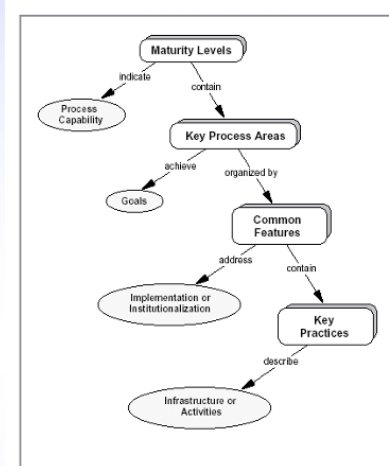 Maturity Levels
indicate
contain
Process
Capability
Key Process Areas
achieve
organized by
Goals
Common
Features
address
contain
Implementation or
Institutionalization
Key
Practices
describe
Infrastructure or
Activities